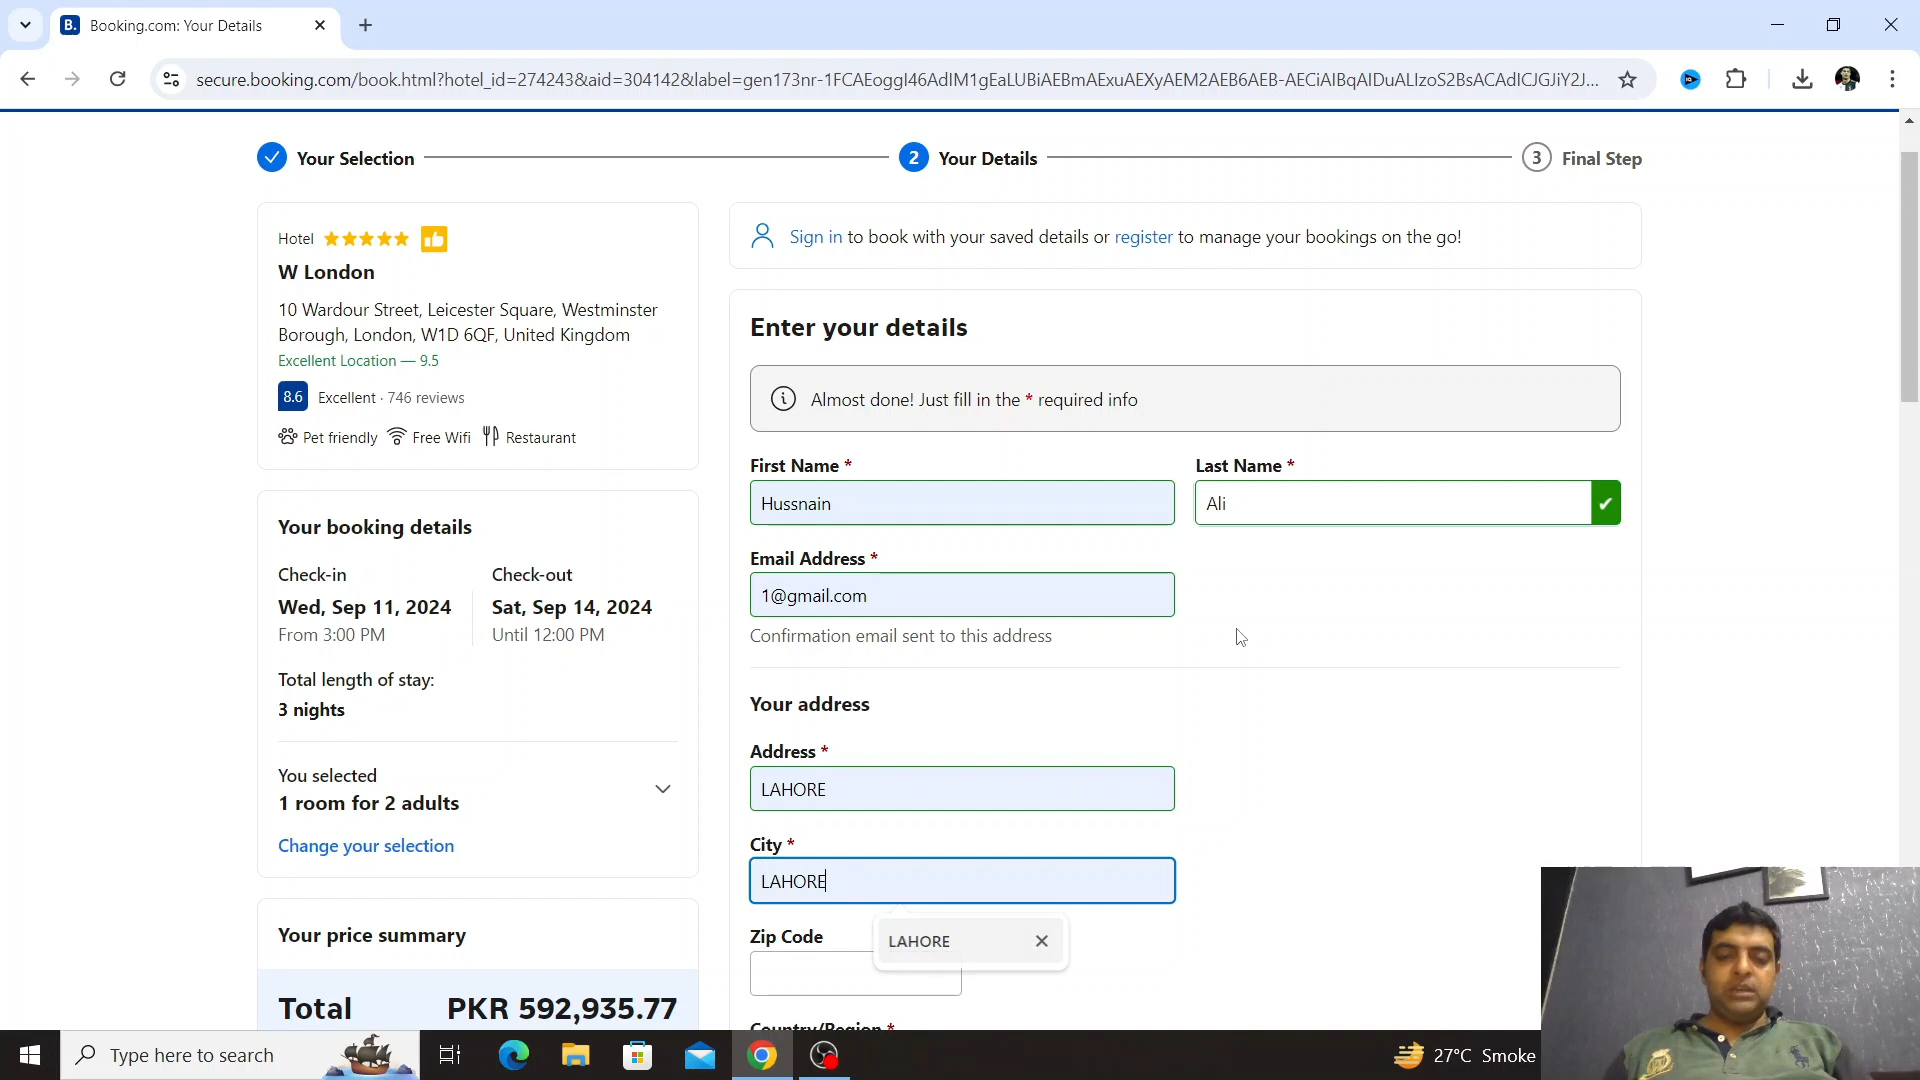 B. Booking.com: Your Details
secure.booking.com/book.html?hotel_id=274243&aid=304142&label=gen173nr-1FCAEoggI46AdIM1gEaLUBiAEBmAExuAEXyAEM2AEB6AEB-AECiAIBqAIDuALIzoS2BsACAdICJGJiY2J...
Your Selection
2 Your Details
3 Final Step
Hotel
W London
10 Wardour Street, Leicester Square, Westminster
Borough, London, W1D 6QF, United Kingdom
Excellent Location — 9.5
8.6 Excellent · 746 reviews
Pet friendly Free Wifi Restaurant
Your booking details
Check-in Check-out
Wed, Sep 11, 2024 Sat, Sep 14, 2024
From 3:00 PM Until 12:00 PM
Total length of stay:
3 nights
You selected
1 room for 2 adults
Change your selection
Your price summary
Total PKR 592,935.77
Sign in to book with your saved details or register to manage your bookings on the go!
Enter your details
Almost done! Just fill in the * required info
First Name * Last Name *
Hussnain Ali
Email Address *
1@gmail.com
Confirmation email sent to this address
Your address
Address *
LAHORE
City *
LAHORE
Zip Code
LAHORE
Country/Region *
Type here to search
27°C Smoke